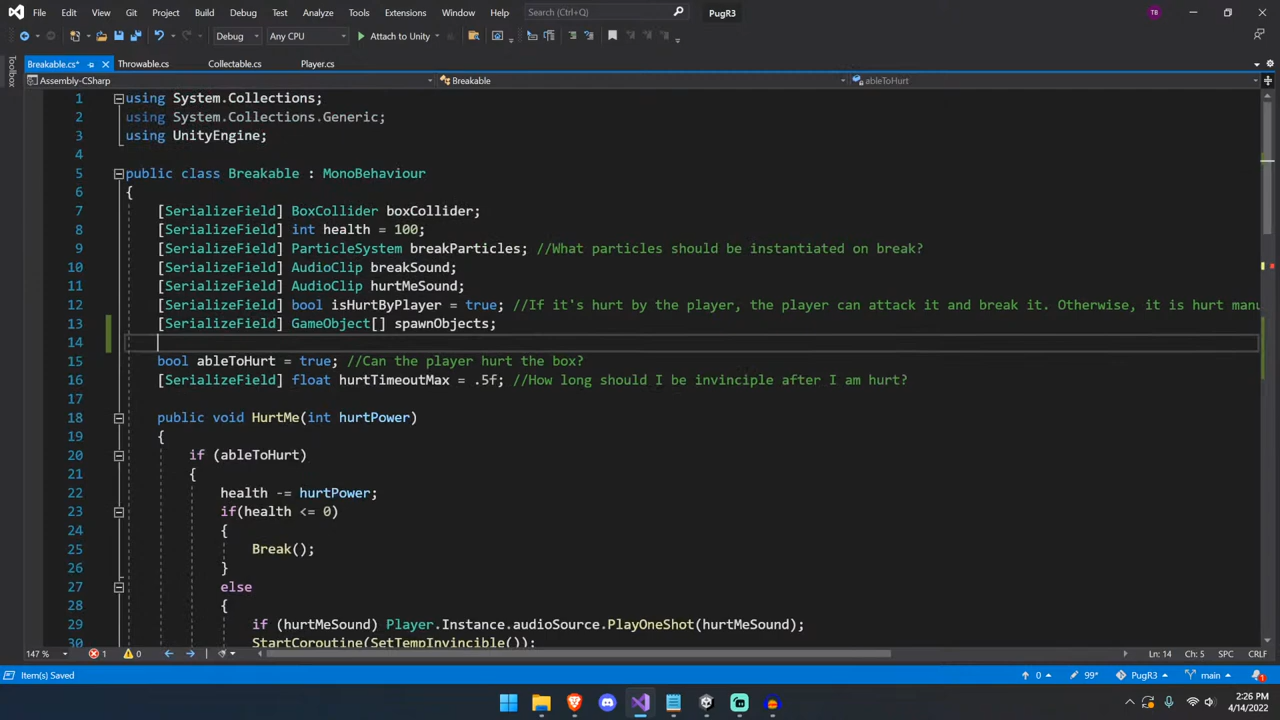 File Edit View Git Project Build Debug Test Analyze Tools Extensions Window Help Search (Ctrl+Q) PugR3 TB
Debug Any CPU Attach to Unity
Breakable.cs* Throwable.cs Collectable.cs Player.cs
Toolbox
Assembly-CSharp Breakable ableToHurt
1 using System.Collections;
2 using System.Collections.Generic;
3 using UnityEngine;
4
5 public class Breakable : MonoBehaviour
6 {
7 [SerializeField] BoxCollider boxCollider;
8 [SerializeField] int health = 100;
9 [SerializeField] ParticleSystem breakParticles; //What particles should be instantiated on break?
10 [SerializeField] AudioClip breakSound;
11 [SerializeField] AudioClip hurtMeSound;
12 [SerializeField] bool isHurtByPlayer = true; //If it's hurt by the player, the player can attack it and break it. Otherwise, it is hurt manu
13 [SerializeField] GameObject[] spawnObjects;
14
15 bool ableToHurt = true; //Can the player hurt the box?
16 [SerializeField] float hurtTimeoutMax = .5f; //How long should I be invinciple after I am hurt?
17
18 public void HurtMe(int hurtPower)
19 {
20 if (ableToHurt)
21 {
22 health -= hurtPower;
23 if(health <= 0)
24 {
25 Break();
26 }
27 else
28 {
29 if (hurtMeSound) Player.Instance.audioSource.PlayOneShot(hurtMeSound);
30 StartCoroutine(SetTempInvincible());
147 % 1 0 Ln: 14 Ch: 5 SPC CRLF
Item(s) Saved 0 99* PugR3 main 1
2:26 PM
4/14/2022